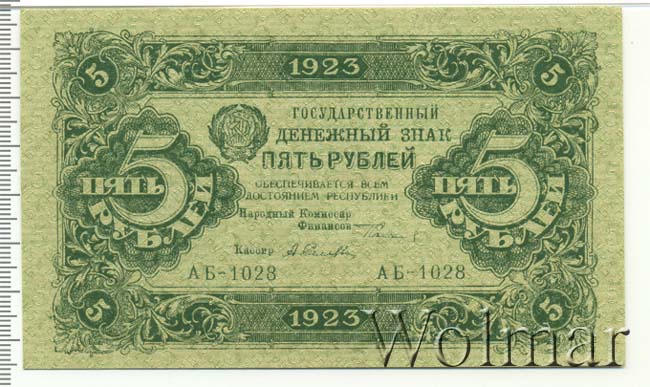 5 1923 5
ГОСУДАРСТВЕННЫЙ
ДЕНЕЖНЫЙ ЗНАК
ПЯТЬ РУБЛЕЙ
ОБЕСПЕЧИВАЕТСЯ ВСЕМ
ДОСТОЯНИЕМ РЕСПУБЛИКИ
5 ПЯТЬ РУБЛЕЙ
5 ПЯТЬ РУБЛЕЙ
Народный Комиссар
Финансов
Кассир
АБ-1028 АБ-1028
5 1923 5
Wolmar